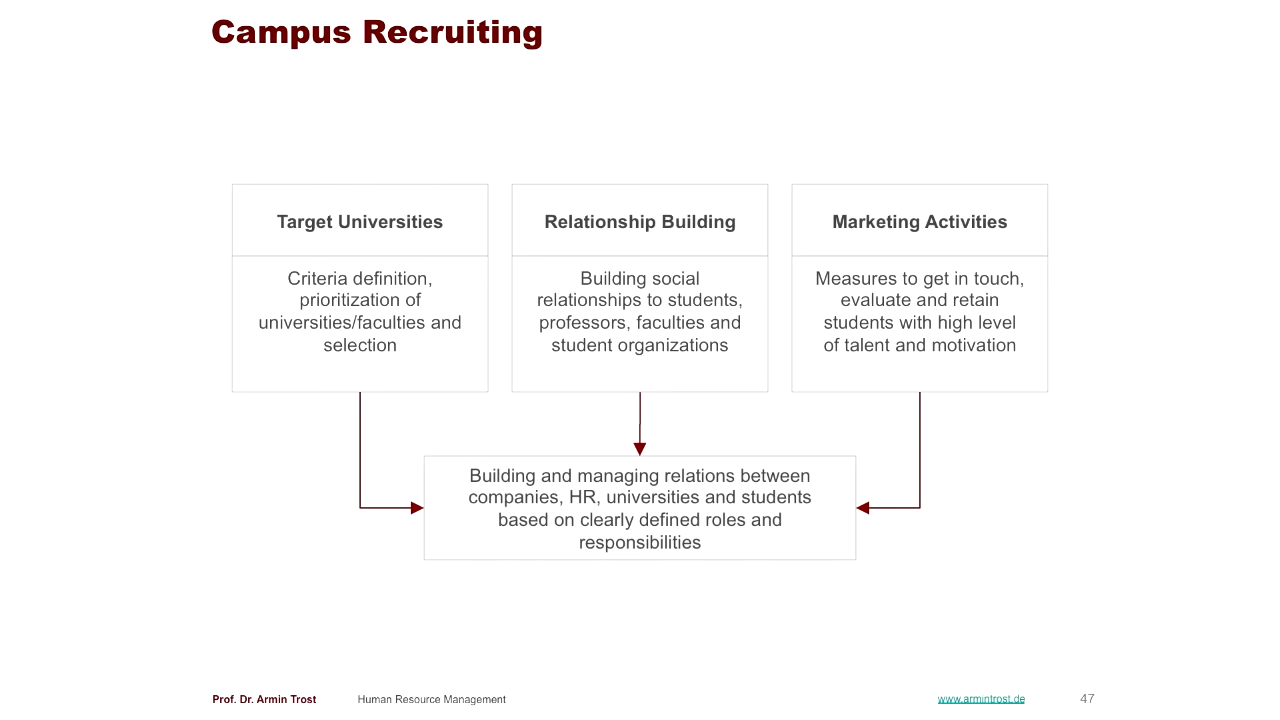 Campus Recruiting
Target Universities
Criteria definition,
prioritization of
universities/faculties and
selection
Relationship Building
Building social
relationships to students,
professors, faculties and
student organizations
Marketing Activities
Measures to get in touch,
evaluate and retain
students with high level
of talent and motivation
Building and managing relations between
companies, HR, universities and students
based on clearly defined roles and
responsibilities
Prof. Dr. Armin Trost Human Resource Management www.armintrost.de 47